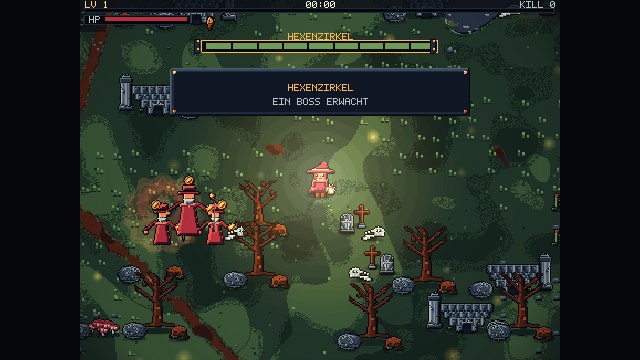 LV 1 00:00 KILL 0
HP
HEXENZIRKEL
HEXENZIRKEL
EIN BOSS ERWACHT